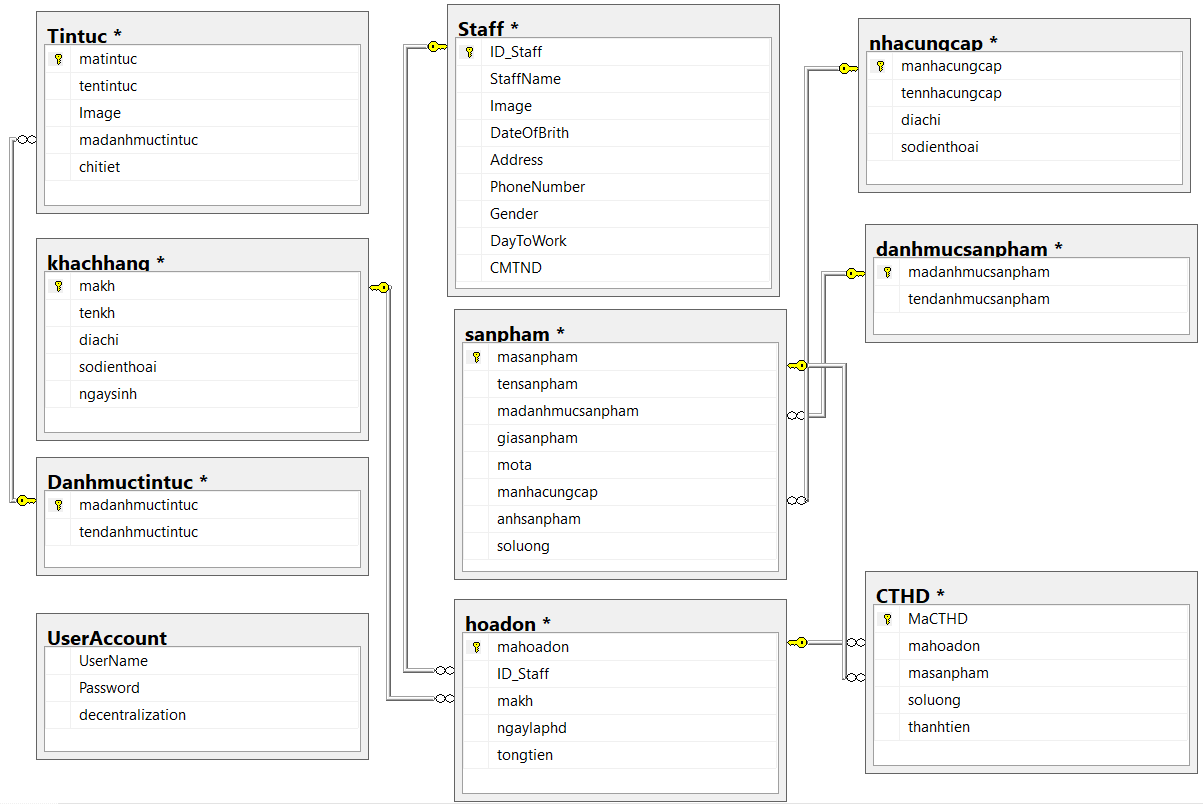 Tintuc *
matintuc
tentintuc
Image
madanhmuctintuc
chitiet
khachhang *
makh
tenkh
diachi
sodienthoai
ngaysinh
Danhmuctintuc *
madanhmuctintuc
tendanhmuctintuc
UserAccount
UserName
Password
decentralization
Staff *
ID_Staff
StaffName
Image
DateOfBrith
Address
PhoneNumber
Gender
DayToWork
CMTND
sanpham *
masanpham
tensanpham
madanhmucsanpham
giasanpham
mota
manhacungcap
anhsanpham
soluong
hoadon *
mahoadon
ID_Staff
makh
ngaylaphd
tongtien
nhacungcap *
manhacungcap
tennhacungcap
diachi
sodienthoai
danhmucsanpham *
madanhmucsanpham
tendanhmucsanpham
CTHD *
MaCTHD
mahoadon
masanpham
soluong
thanhtien